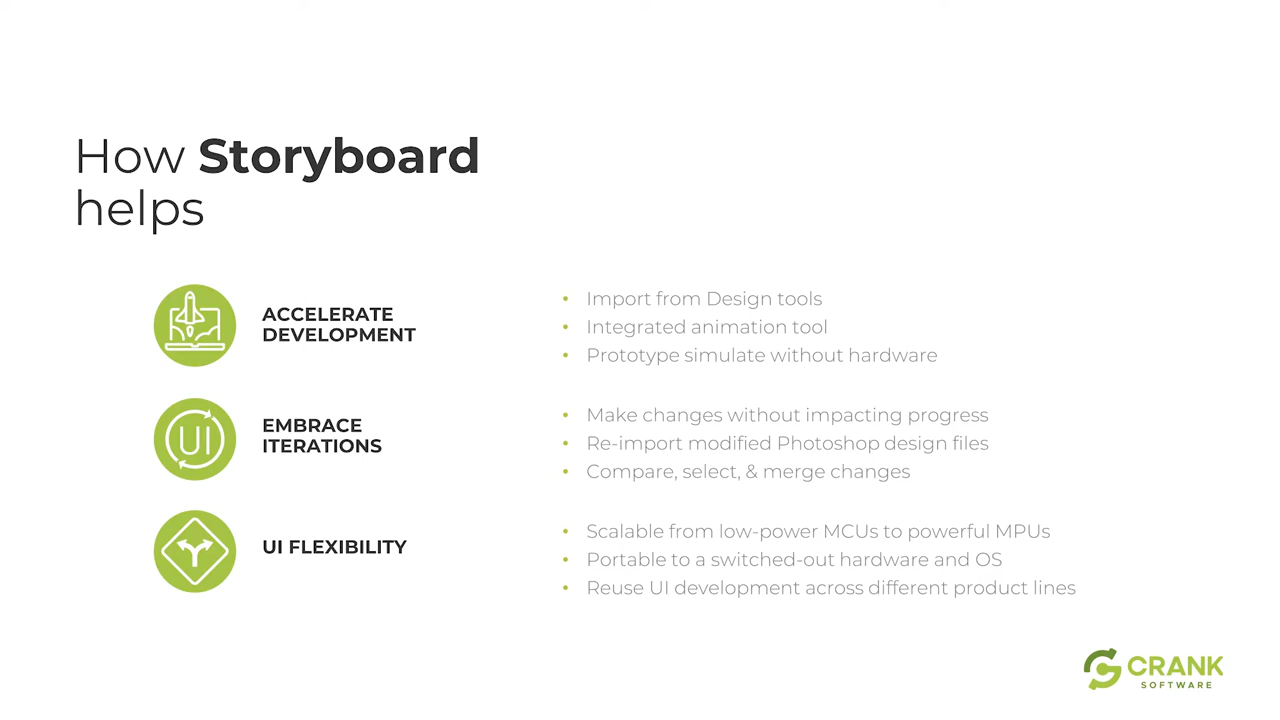 How Storyboard
helps
ACCELERATE
DEVELOPMENT
• Import from Design tools
• Integrated animation tool
• Prototype simulate without hardware
UI
EMBRACE
ITERATIONS
• Make changes without impacting progress
• Re-import modified Photoshop design files
• Compare, select, & merge changes
UI FLEXIBILITY
• Scalable from low-power MCUs to powerful MPUs
• Portable to a switched-out hardware and OS
• Reuse UI development across different product lines
CRANK
SOFTWARE